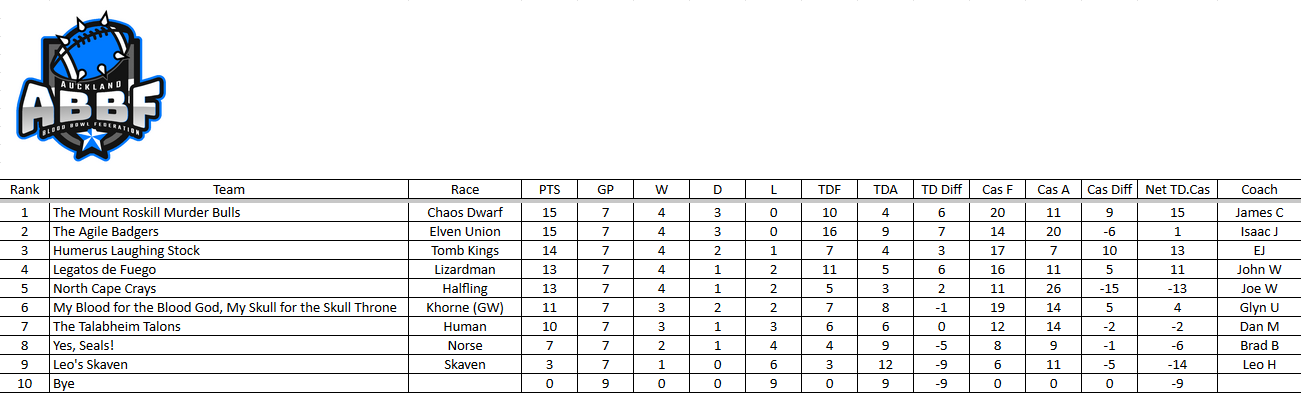 AUCKLAND
ABBF
BLOOD BOWL FEDERATION
Rank Team Race PTS GP W D L TDF TDA TD Diff Cas F Cas A Cas Diff Net TD.Cas Coach
1 The Mount Roskill Murder Bulls Chaos Dwarf 15 7 4 3 0 10 4 6 20 11 9 15 James C
2 The Agile Badgers Elven Union 15 7 4 3 0 16 9 7 14 20 -6 1 Isaac J
3 Humerus Laughing Stock Tomb Kings 14 7 4 2 1 7 4 3 17 7 10 13 EJ
4 Legatos de Fuego Lizardman 13 7 4 1 2 11 5 6 16 11 5 11 John W
5 North Cape Crays Halfling 13 7 4 1 2 5 3 2 11 26 -15 -13 Joe W
6 My Blood for the Blood God, My Skull for the Skull Throne Khorne (GW) 11 7 3 2 2 7 8 -1 19 14 5 4 Glyn U
7 The Talabheim Talons Human 10 7 3 1 3 6 6 0 12 14 -2 -2 Dan M
8 Yes, Seals! Norse 7 7 2 1 4 4 9 -5 8 9 -1 -6 Brad B
9 Leo's Skaven Skaven 3 7 1 0 6 3 12 -9 6 11 -5 -14 Leo H
10 Bye 0 9 0 0 9 0 9 -9 0 0 0 -9